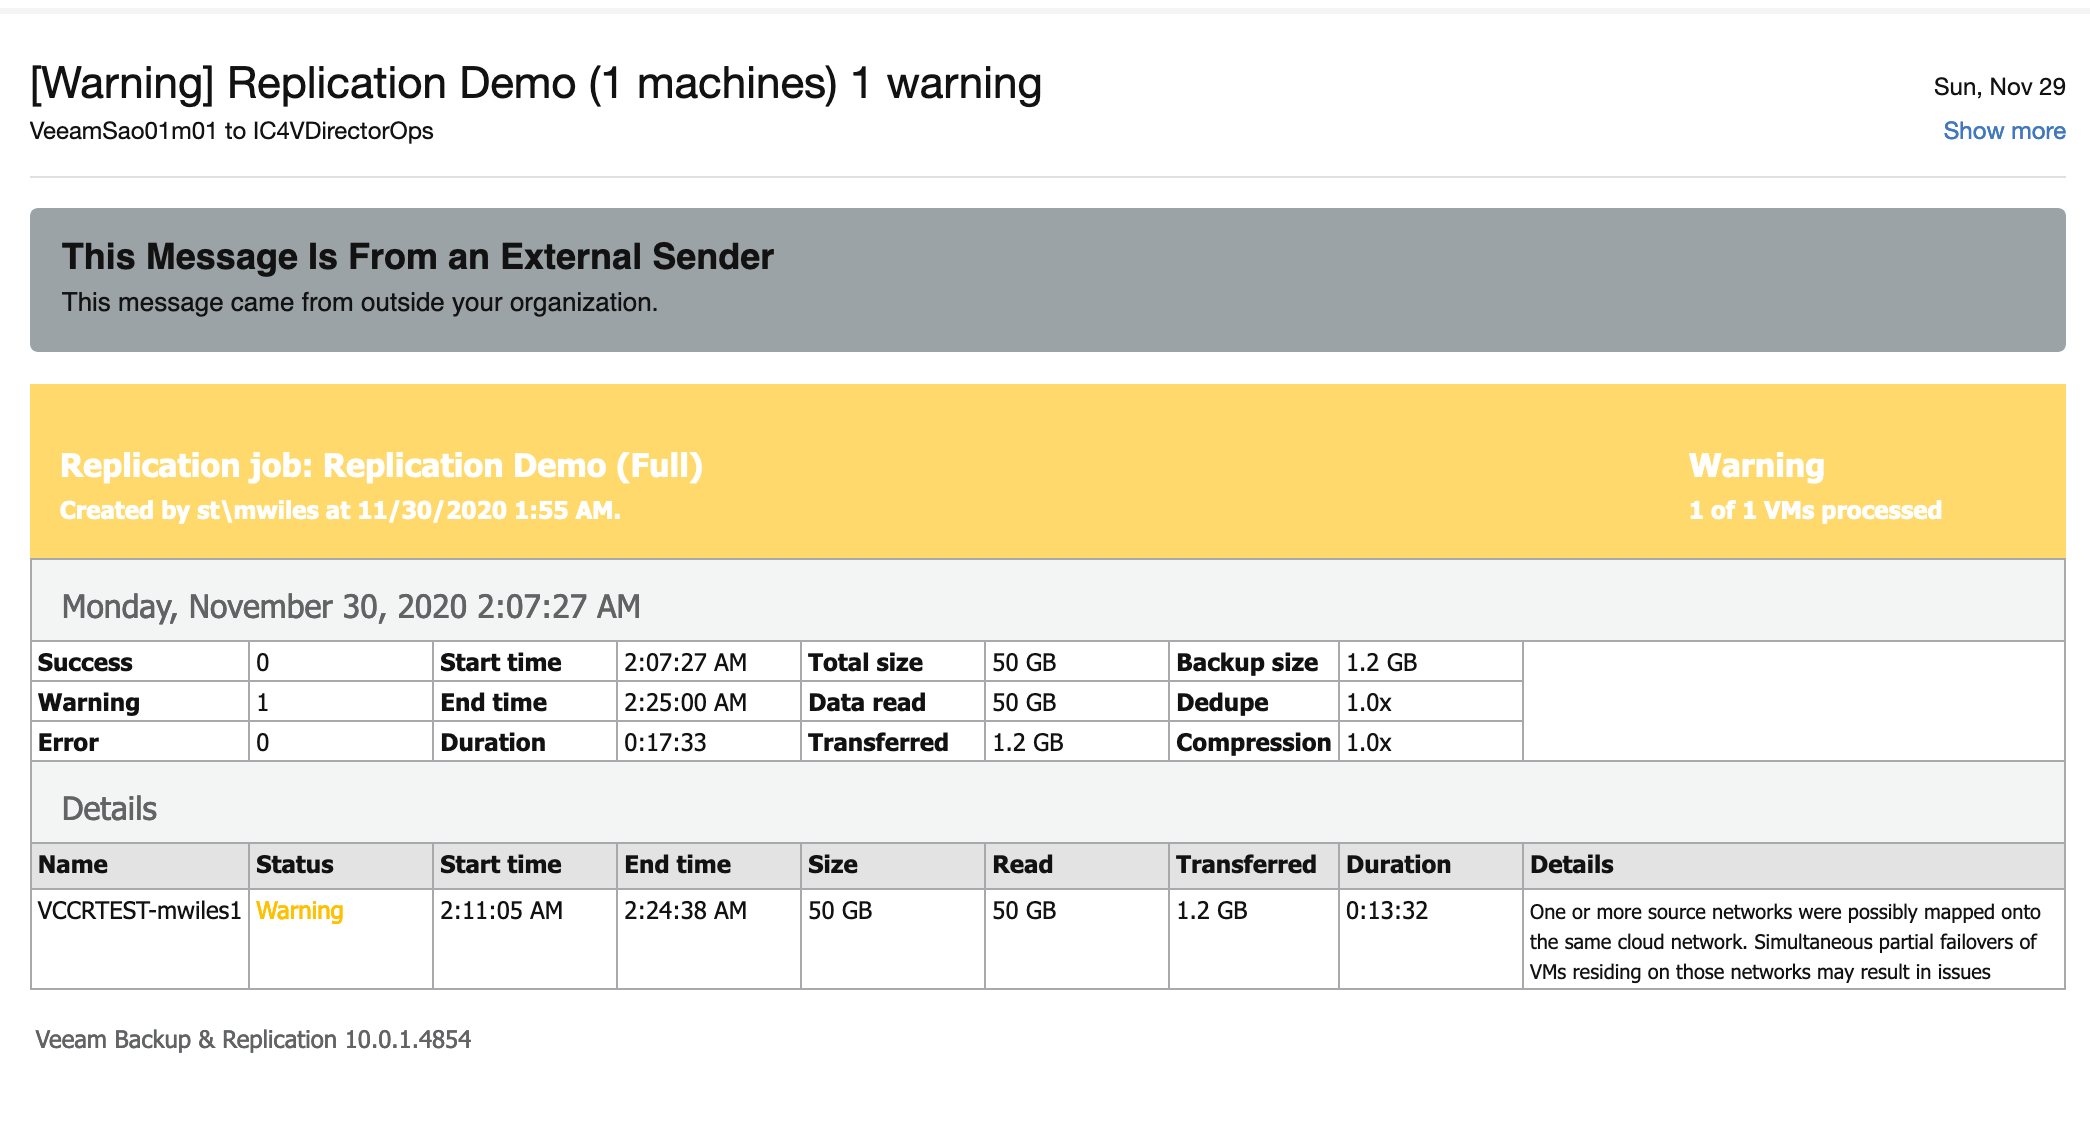 [Warning] Replication Demo (1 machines) 1 warning
Sun, Nov 29
VeeamSao01m01 to IC4VDirectorOps
Show more
This Message Is From an External Sender
This message came from outside your organization.
Replication job: Replication Demo (Full)
Warning
Created by st\mwiles at 11/30/2020 1:55 AM.
1 of 1 VMs processed
Monday, November 30, 2020 2:07:27 AM
Success 0 Start time 2:07:27 AM Total size 50 GB Backup size 1.2 GB
Warning 1 End time 2:25:00 AM Data read 50 GB Dedupe 1.0x
Error 0 Duration 0:17:33 Transferred 1.2 GB Compression 1.0x
Details
Name Status Start time End time Size Read Transferred Duration Details
VCCRTEST-mwiles1 Warning 2:11:05 AM 2:24:38 AM 50 GB 50 GB 1.2 GB 0:13:32 One or more source networks were possibly mapped onto
the same cloud network. Simultaneous partial failovers of
VMs residing on those networks may result in issues
Veeam Backup & Replication 10.0.1.4854